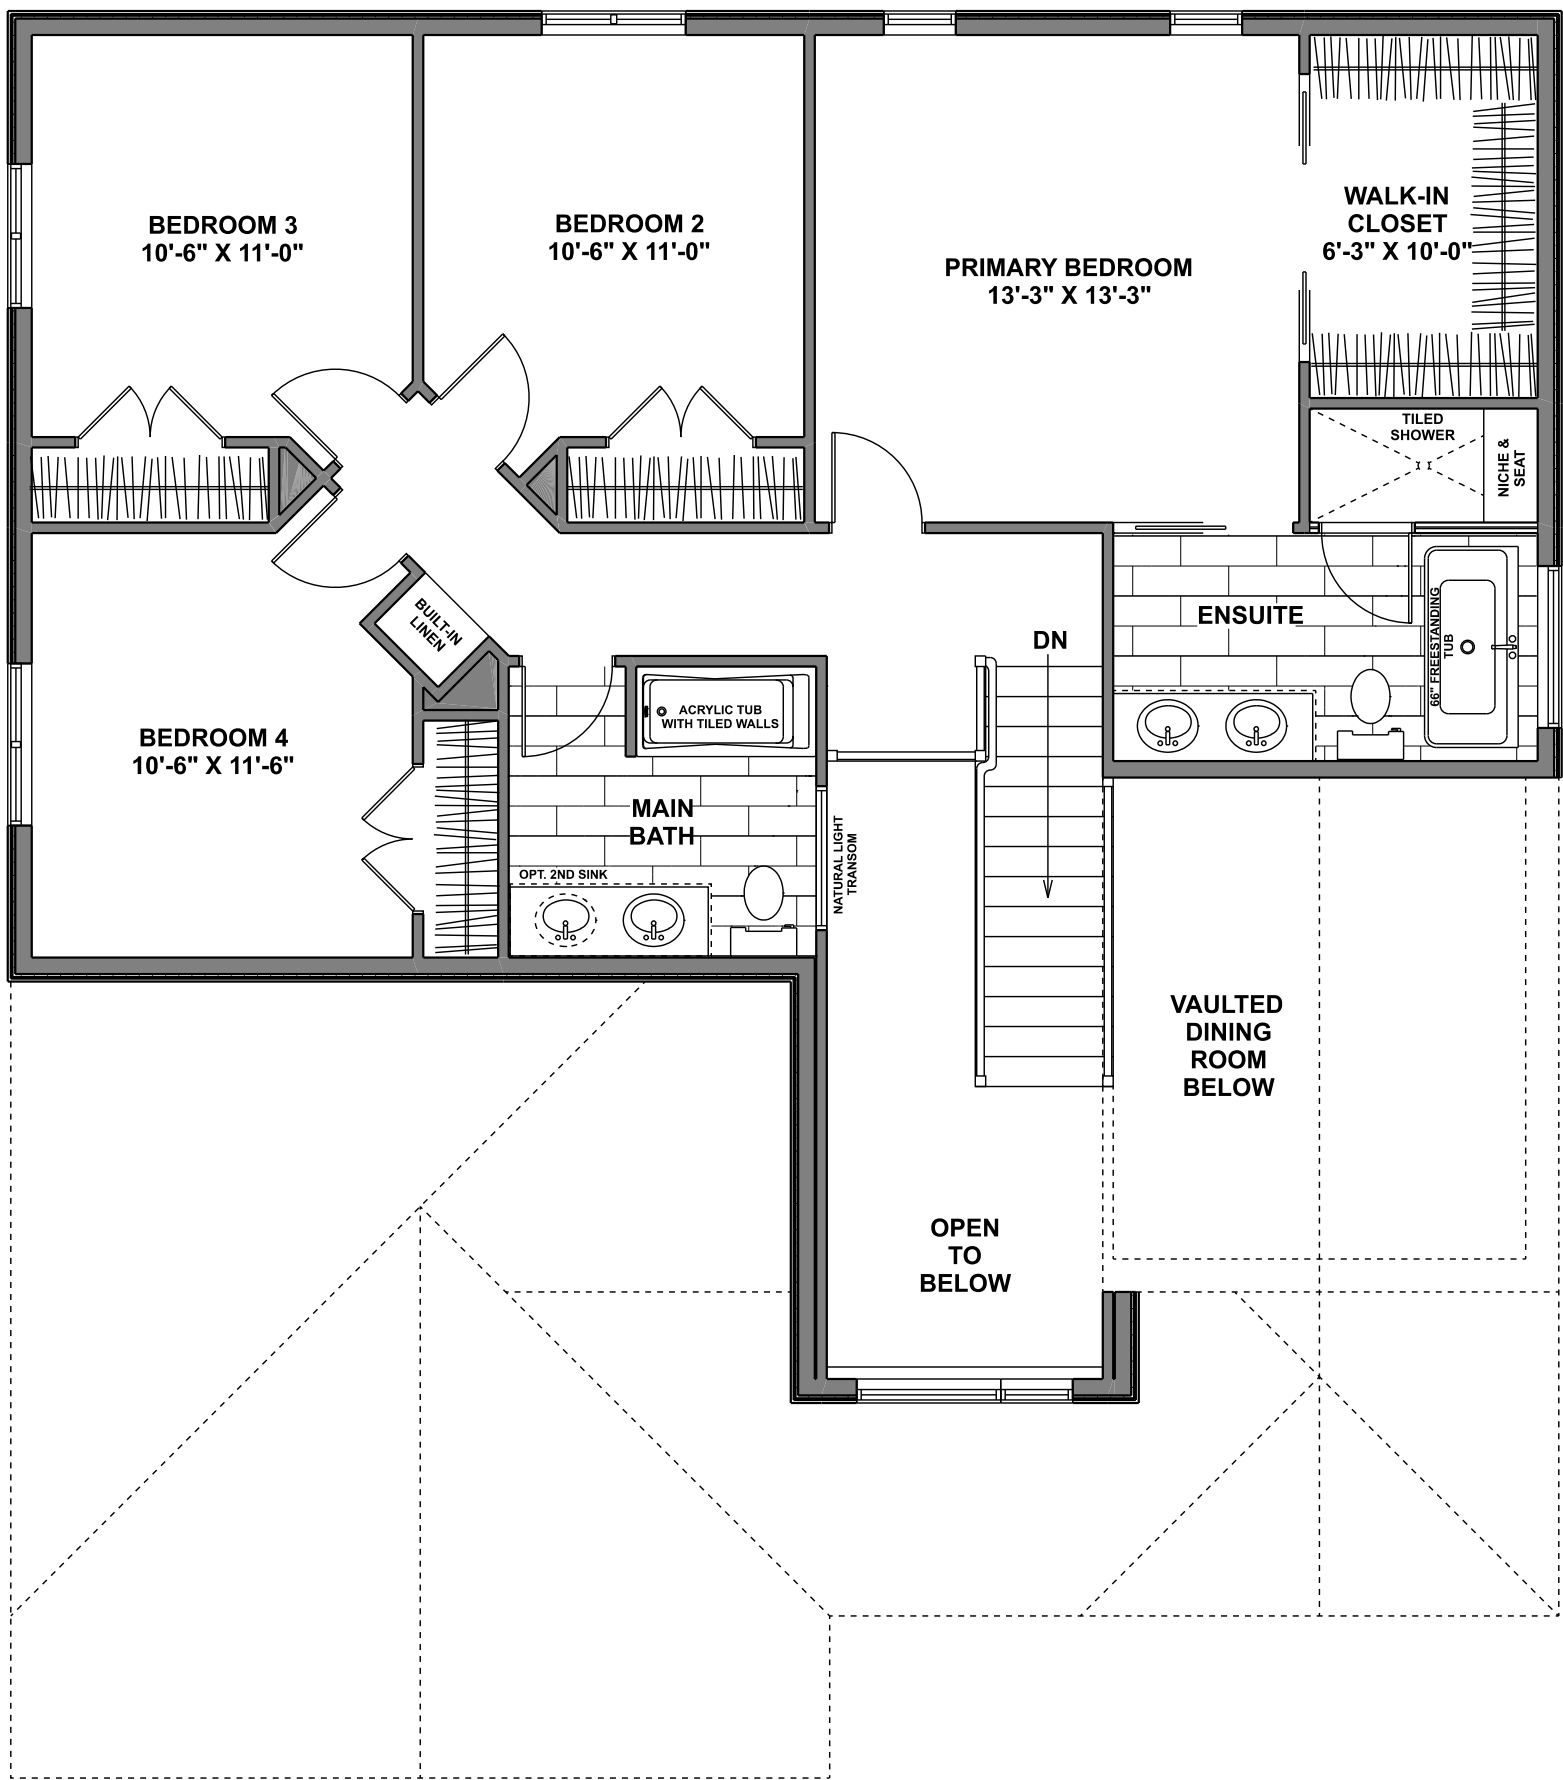 BEDROOM 3
10'-6" X 11'-0"
BEDROOM 2
10'-6" X 11'-0"
PRIMARY BEDROOM
13'-3" X 13'-3"
WALK-IN
CLOSET
6'-3" X 10'-0"
TILED
SHOWER
NICHE &
SEAT
BUILT-IN
LINEN
ENSUITE
66" FREESTANDING
TUB
DN
BEDROOM 4
10'-6" X 11'-6"
ACRYLIC TUB
WITH TILED WALLS
MAIN
BATH
OPT. 2ND SINK
NATURAL LIGHT
TRANSOM
VAULTED
DINING
ROOM
BELOW
OPEN
TO
BELOW